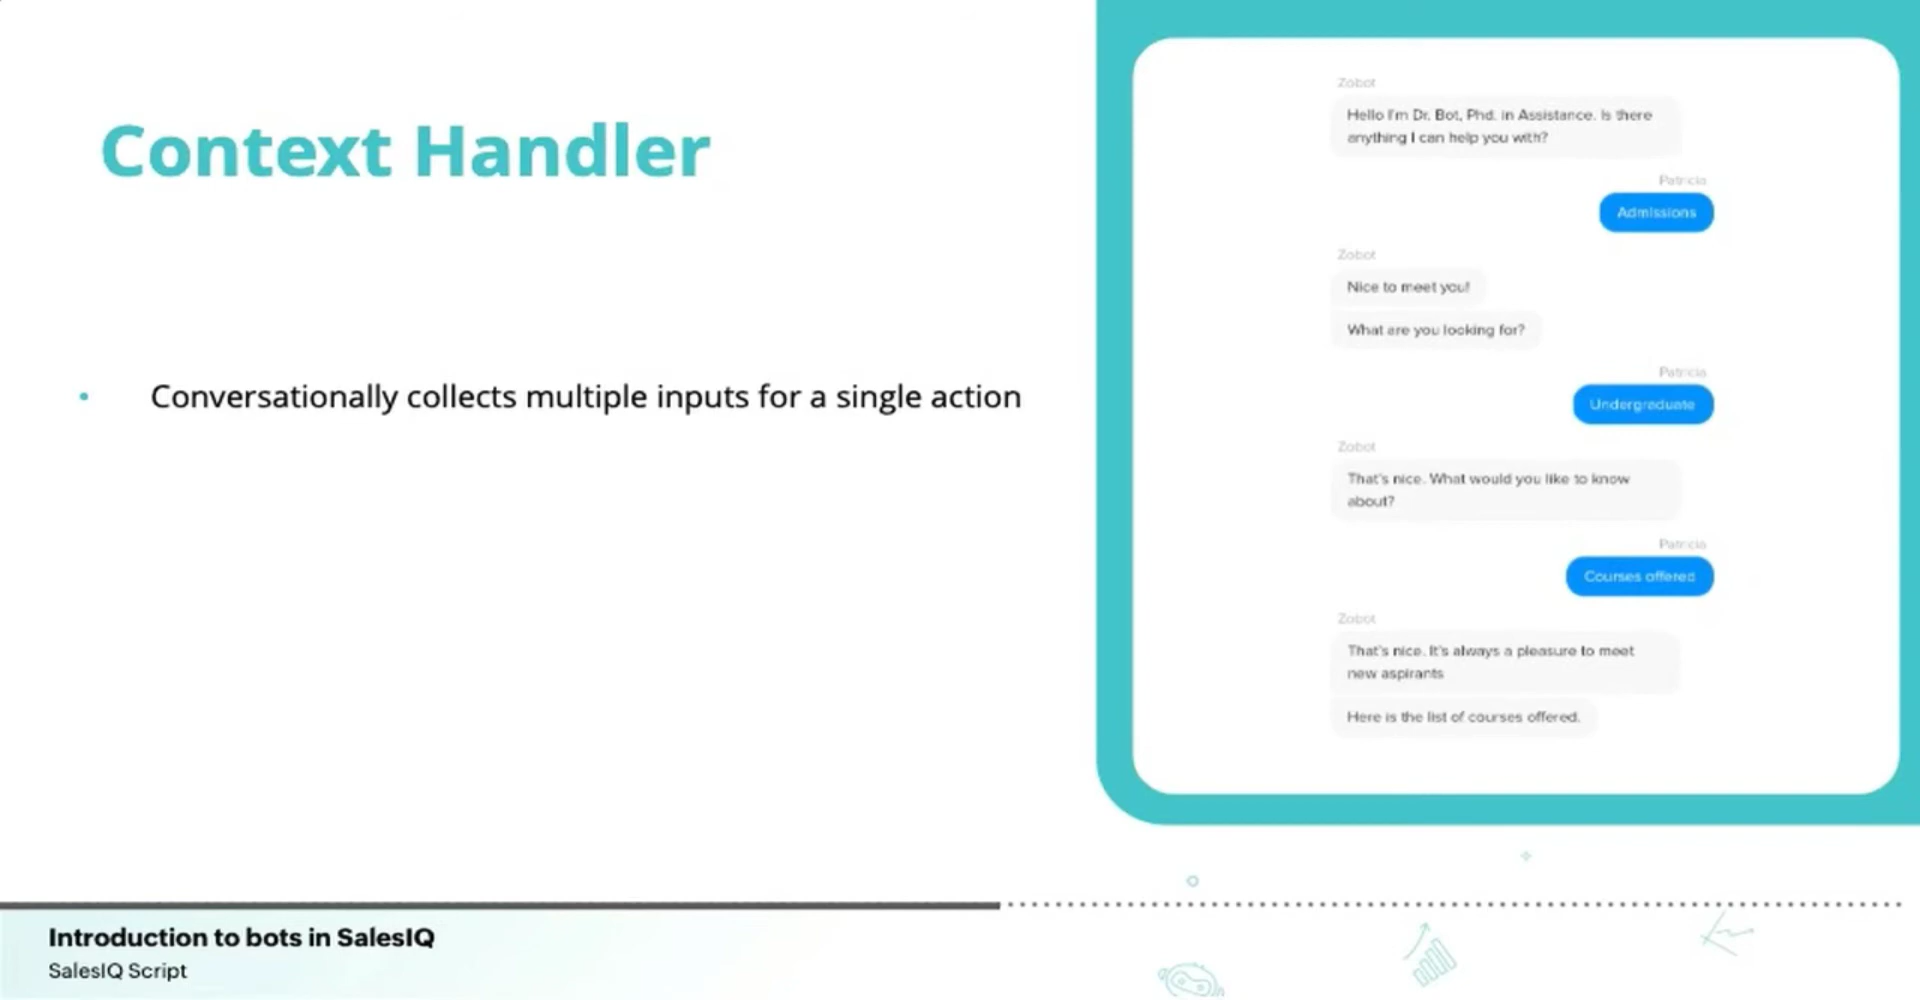 Context Handler
• Conversationally collects multiple inputs for a single action
Zobot
Hello I'm Dr. Bot, Phd. in Assistance. Is there
anything I can help you with?
Patricia
Admissions
Zobot
Nice to meet you!
What are you looking for?
Patricia
Undergraduate
Zobot
That's nice. What would you like to know
about?
Patricia
Courses offered
Zobot
That's nice. It's always a pleasure to meet
new aspirants
Here is the list of courses offered.
Introduction to bots in SalesIQ
SalesIQ Script